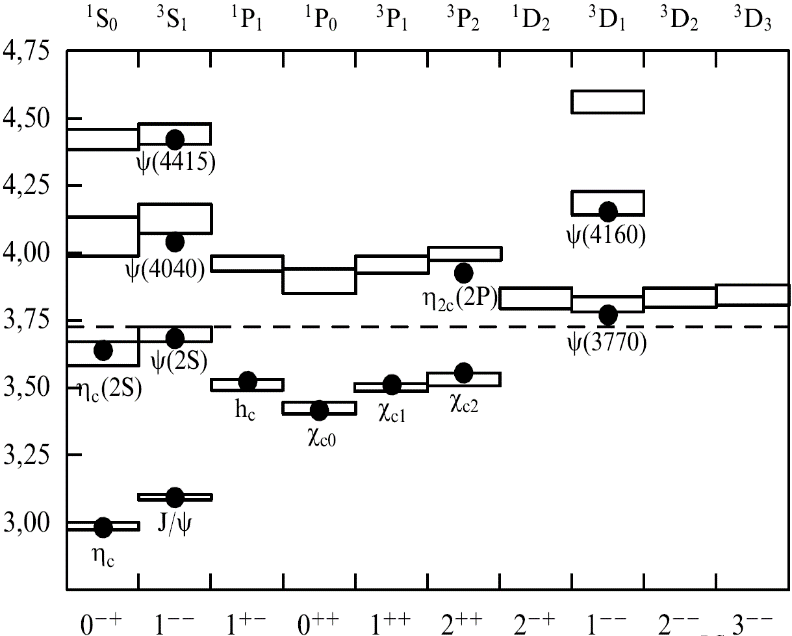 ¹S₀ ³S₁ ¹P₁ ¹P₀ ³P₁ ³P₂ ¹D₂ ³D₁ ³D₂ ³D₃
4,75
4,50
ψ(4415)
4,25
ψ(4160)
4,00
ψ(4040)
η₂c(2P)
3,75
ψ(3770)
ψ(2S)
ηc(2S)
3,50
hc
χc0
χc1
χc2
3,25
3,00
J/ψ
ηc
0⁻⁺ 1⁻⁻ 1⁺⁻ 0⁺⁺ 1⁺⁺ 2⁺⁺ 2⁻⁺ 1⁻⁻ 2⁻⁻ 3⁻⁻